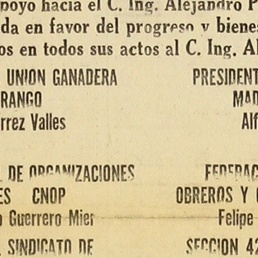 poyo hacia el C. Ing. Alejandro P
da en favor del progreso y bienes
os en todos sus actos al C. Ing. Al
UNION GANADERA
RANGO
rrez Valles
PRESIDENT
MAD
Alf
L DE ORGANIZACIONES
ES CNOP
o Guerrero Mier
FEDERAC
OBREROS Y C
Felipe
L SINDICATO DE
SECCION 42